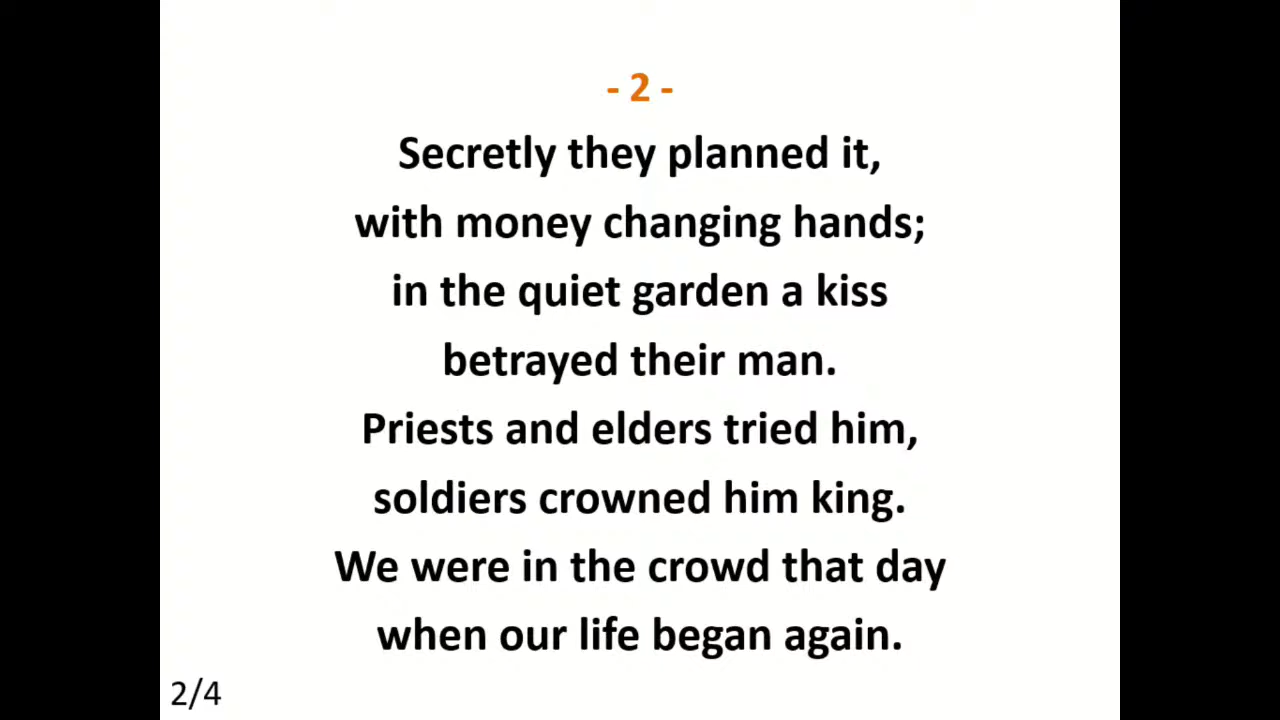 - 2 -
Secretly they planned it,
with money changing hands;
in the quiet garden a kiss
betrayed their man.
Priests and elders tried him,
soldiers crowned him king.
We were in the crowd that day
when our life began again.
2/4